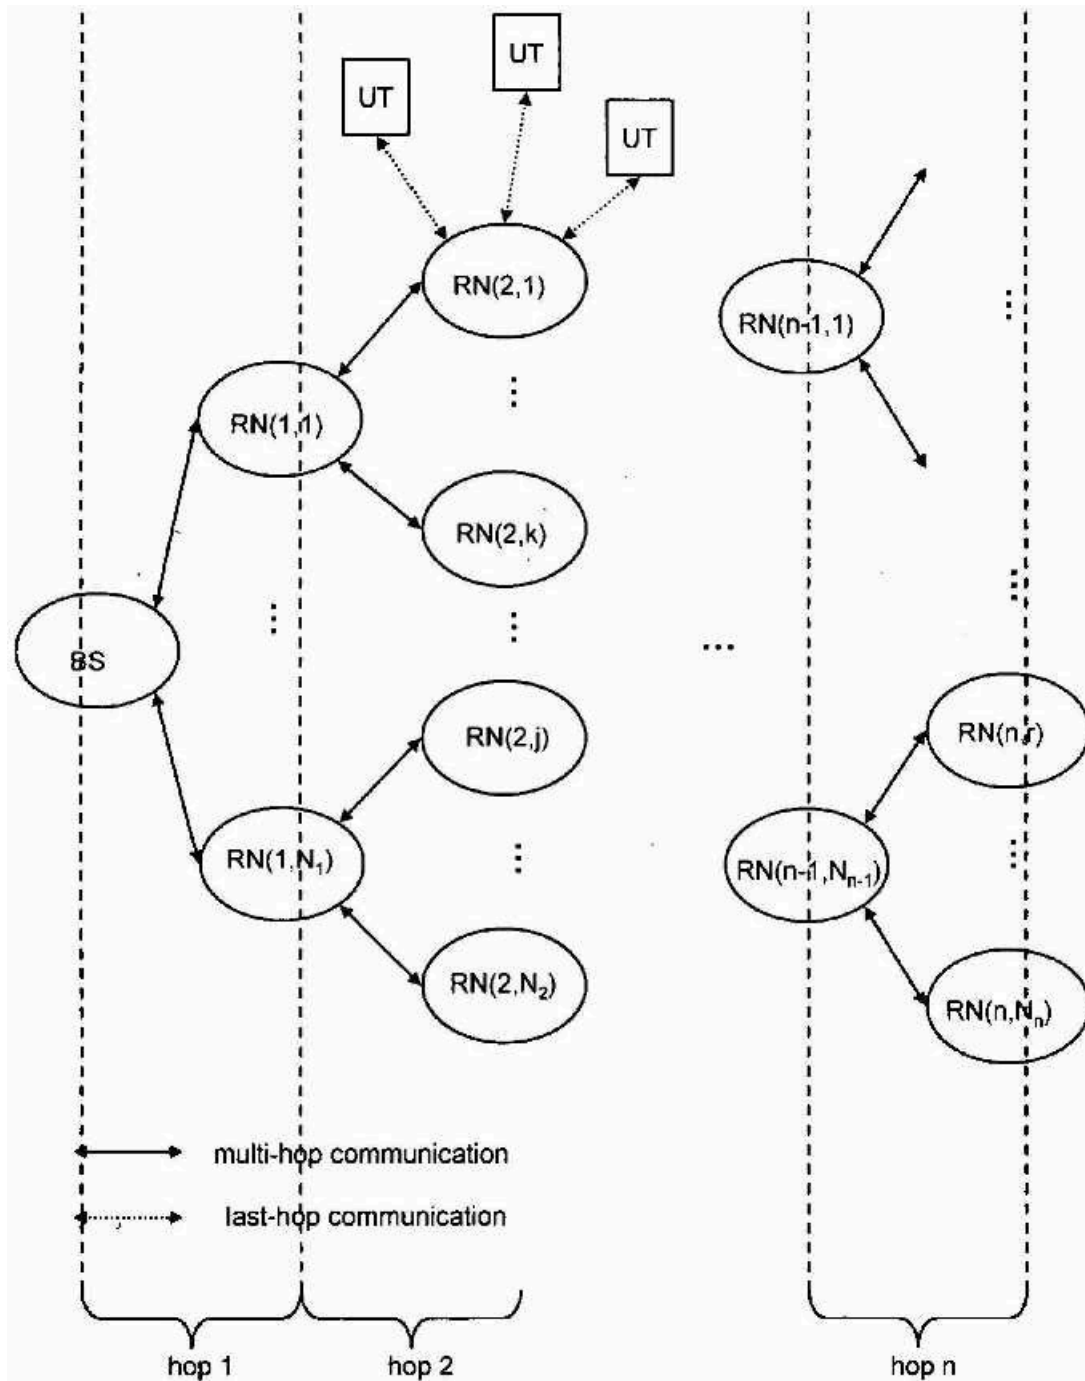 UT
UT
UT
RN(2,1)
RN(n-1,1)
RN(1,1)
RN(2,k)
BS
RN(2,j)
RN(n,r)
RN(1,N₁)
RN(n-1,Nₙ₋₁)
RN(2,N₂)
RN(n,Nₙ)
multi-hop communication
last-hop communication
hop 1
hop 2
hop n